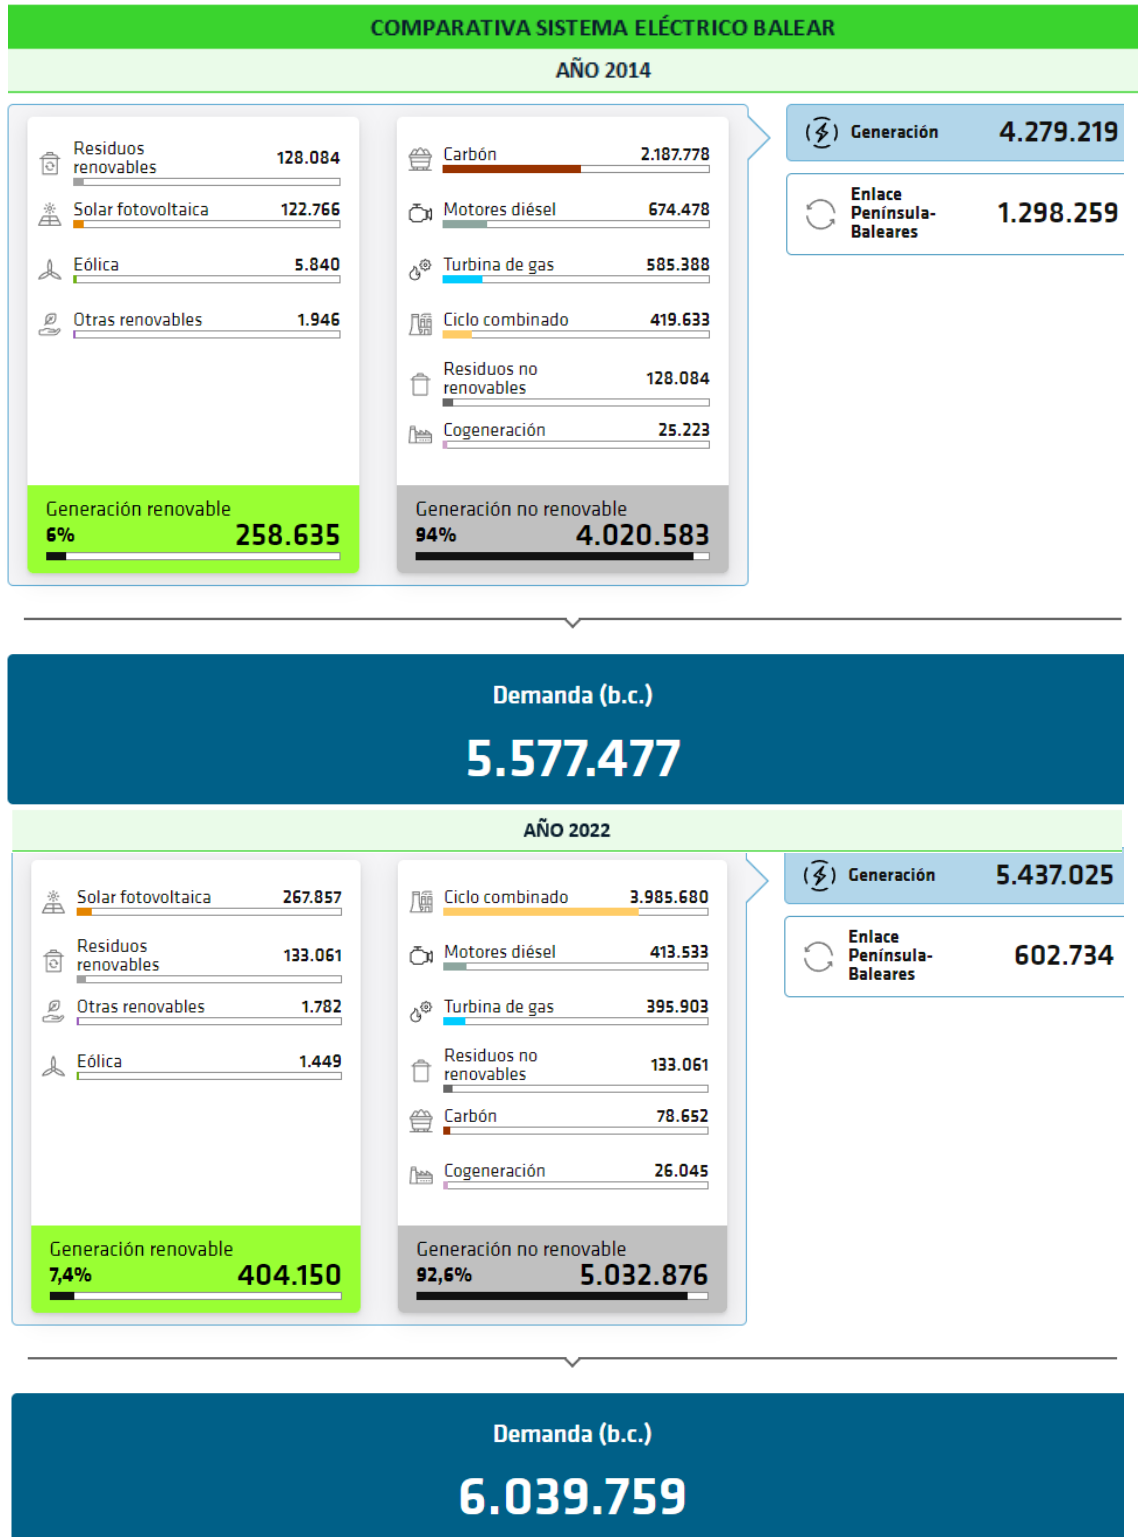 COMPARATIVA SISTEMA ELÉCTRICO BALEAR
AÑO 2014
Residuos
renovables
128.084
Solar fotovoltaica 122.766
Eólica 5.840
Otras renovables 1.946
Generación renovable
6% 258.635
Carbón 2.187.778
Motores diésel 674.478
Turbina de gas 585.388
Ciclo combinado 419.633
Residuos no
renovables
128.084
Cogeneración 25.223
Generación no renovable
94% 4.020.583
Generación 4.279.219
Enlace
Península-
Baleares
1.298.259
Demanda (b.c.)
5.577.477
AÑO 2022
Solar fotovoltaica 267.857
Residuos
renovables
133.061
Otras renovables 1.782
Eólica 1.449
Generación renovable
7,4% 404.150
Ciclo combinado 3.985.680
Motores diésel 413.533
Turbina de gas 395.903
Residuos no
renovables
133.061
Carbón 78.652
Cogeneración 26.045
Generación no renovable
92,6% 5.032.876
Generación 5.437.025
Enlace
Península-
Baleares
602.734
Demanda (b.c.)
6.039.759